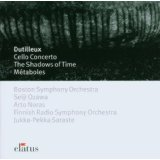 Dutilleux
Cello Concerto
The Shadows of Time
Métaboles
Boston Symphony Orchestra
Seiji Ozawa
Arto Noras
Finnish Radio Symphony Orchestra
Jukka-Pekka Saraste
elatus